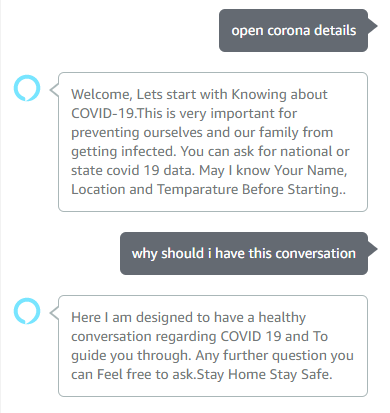 open corona details
Welcome, Lets start with Knowing about
COVID-19.This is very important for
preventing ourselves and our family from
getting infected. You can ask for national or
state covid 19 data. May I know Your Name,
Location and Temparature Before Starting..
why should i have this conversation
Here I am designed to have a healthy
conversation regarding COVID 19 and To
guide you through. Any further question you
can Feel free to ask.Stay Home Stay Safe.